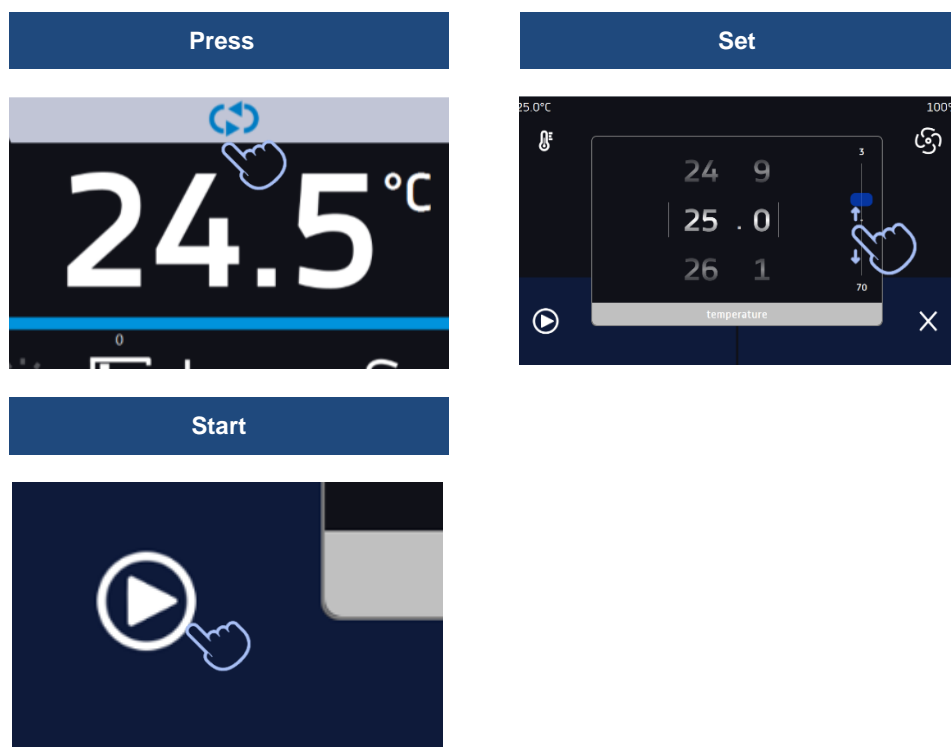 Press
24.5°C
0
Set
25.0°C
100%
24 9
25 . 0
26 1
3
70
temperature
Start